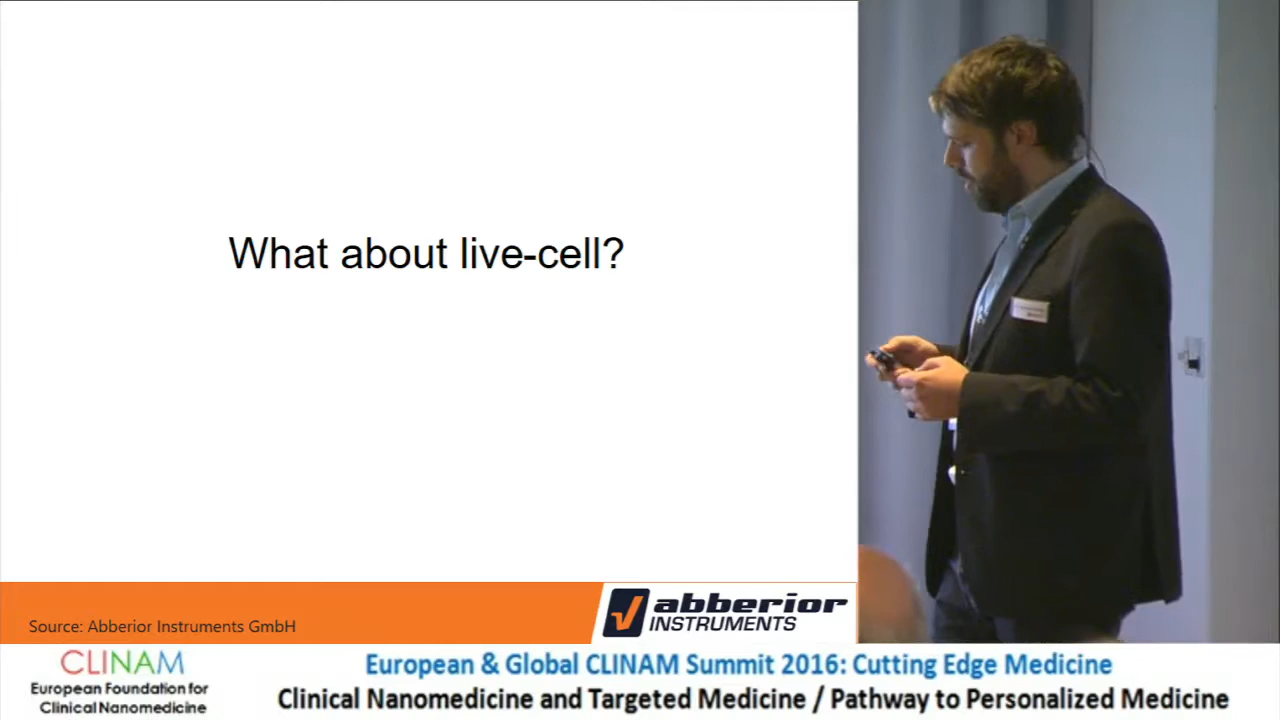 What about live-cell?
Source: Abberior Instruments GmbH
abberior
INSTRUMENTS
CLINAM
European Foundation for
Clinical Nanomedicine
European & Global CLINAM Summit 2016: Cutting Edge Medicine
Clinical Nanomedicine and Targeted Medicine / Pathway to Personalized Medicine